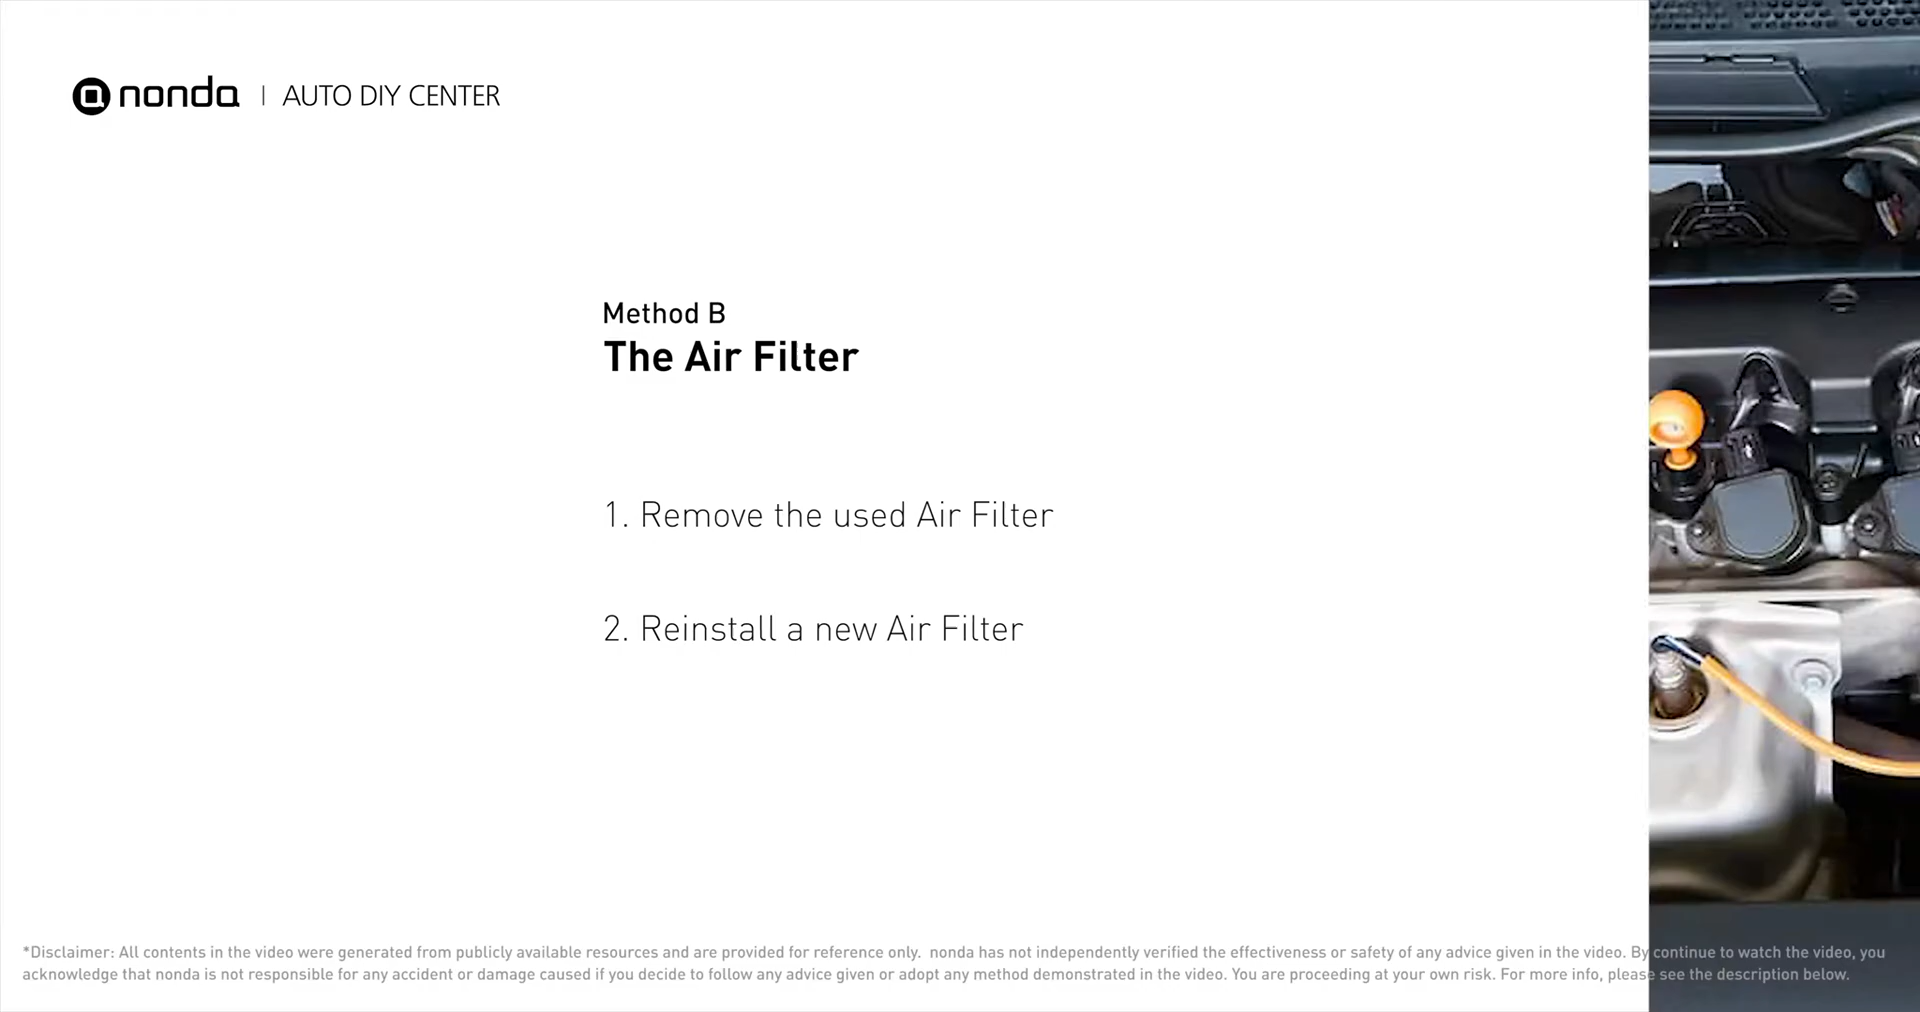 nonda | AUTO DIY CENTER
Method B
The Air Filter
1. Remove the used Air Filter
2. Reinstall a new Air Filter
*Disclaimer: All contents in the video were generated from publicly available resources and are provided for reference only.  nonda has not independently verified the effectiveness or safety of any advice given in the video. By continue to watch the video, you
acknowledge that nonda is not responsible for any accident or damage caused if you decide to follow any advice given or adopt any method demonstrated in the video. You are proceeding at your own risk. For more info, please see the description below.